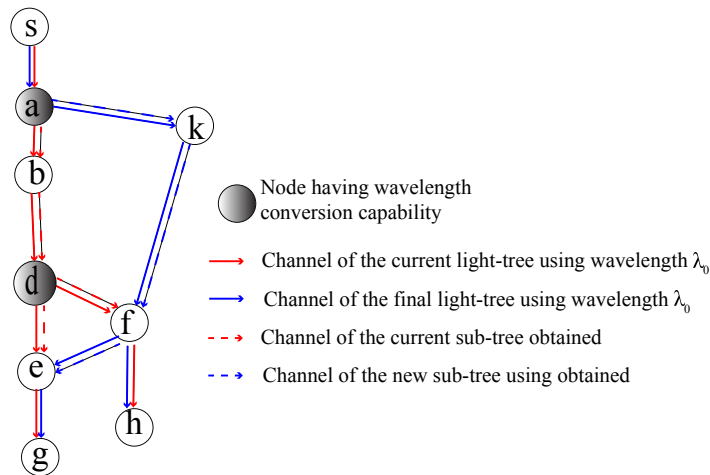 s
a
k
b
Node having wavelength
conversion capability
Channel of the current light-tree using wavelength λ₀
d
Channel of the final light-tree using wavelength λ₀
f
Channel of the current sub-tree obtained
e
Channel of the new sub-tree using obtained
h
g